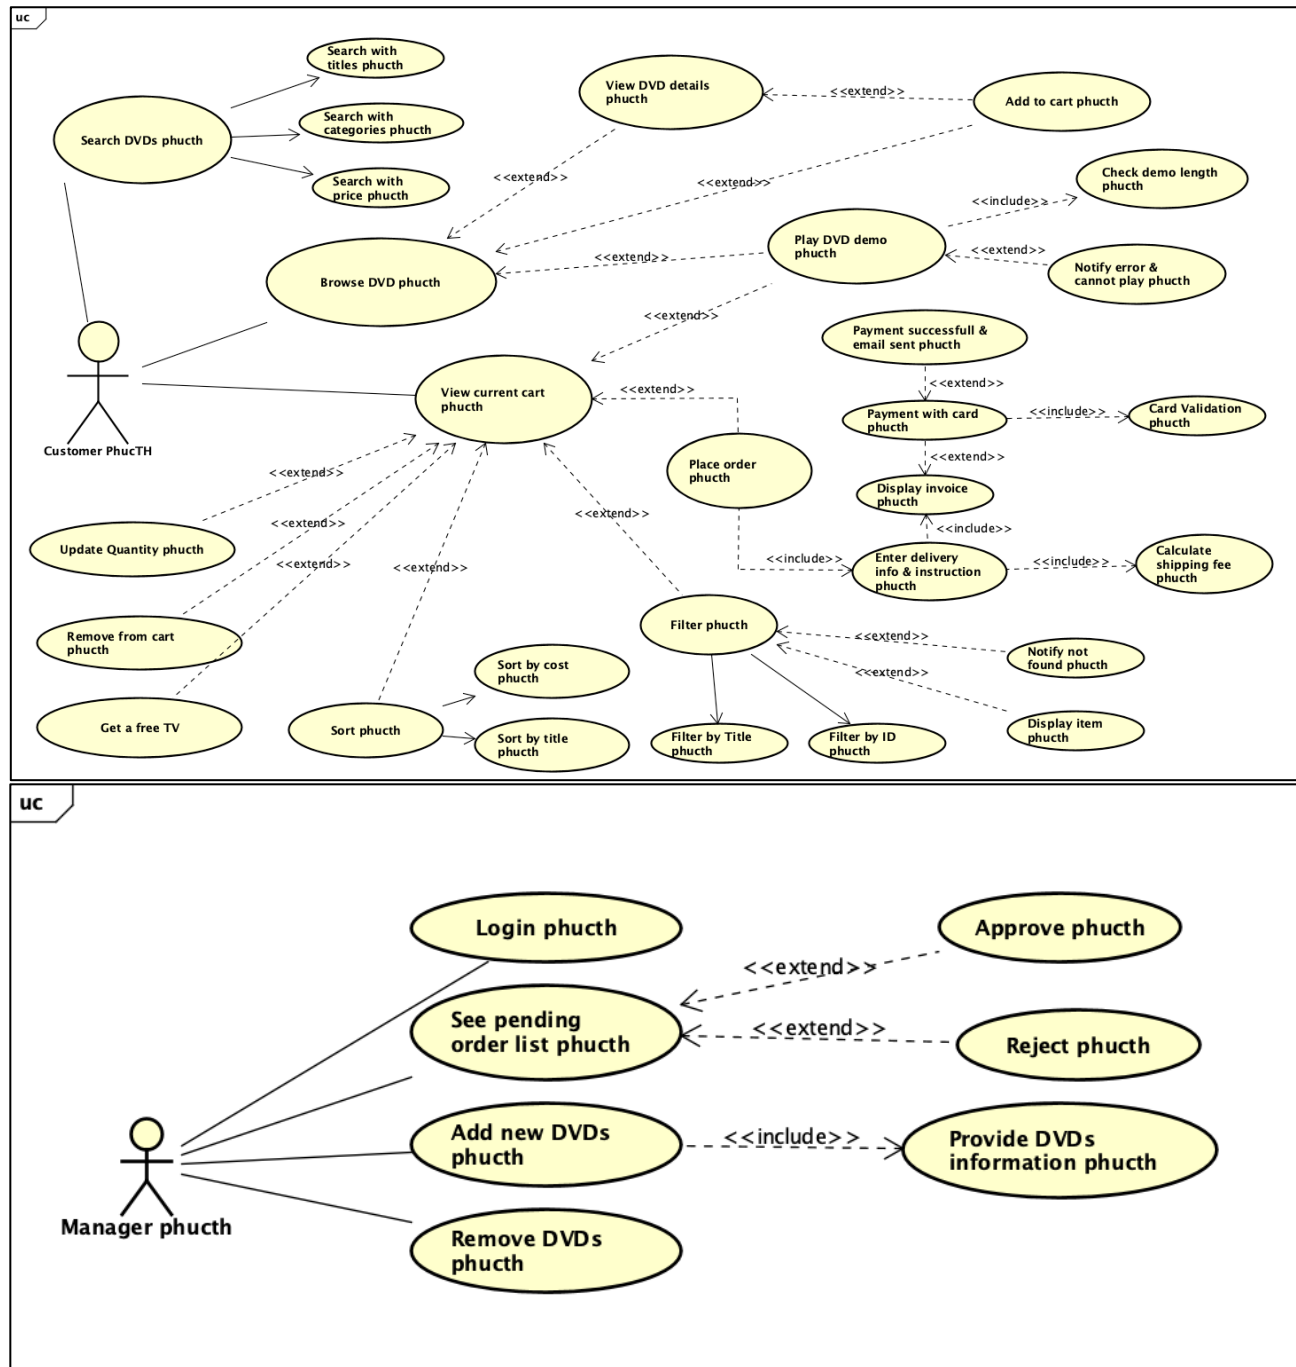 uc
Search with
titles phucth
Search DVDs phucth
Search with
categories phucth
Search with
price phucth
View DVD details
phucth
<<extend>>
Add to cart phucth
<<extend>>
<<extend>>
Check demo length
phucth
<<include>>
Browse DVD phucth
<<extend>>
Play DVD demo
phucth
<<extend>>
Notify error &
cannot play phucth
<<extend>>
Payment successfull &
email sent phucth
<<extend>>
Customer PhucTH
View current cart
phucth
<<extend>>
Payment with card
phucth
<<include>>
Card Validation
phucth
<<extend>>
Place order
phucth
Display invoice
phucth
<<include>>
<<include>>
Enter delivery
info & instruction
phucth
<<include>>
Calculate
shipping fee
phucth
<<extend>>
<<extend>>
<<extend>>
<<extend>>
<<extend>>
Update Quantity phucth
Remove from cart
phucth
Get a free TV
Sort phucth
Sort by cost
phucth
Sort by title
phucth
Filter phucth
<<extend>>
Notify not
found phucth
<<extend>>
Display item
phucth
Filter by Title
phucth
Filter by ID
phucth
uc
Login phucth
Approve phucth
<<extend>>
See pending
order list phucth
<<extend>>
Reject phucth
Add new DVDs
phucth
<<include>>
Provide DVDs
information phucth
Manager phucth
Remove DVDs
phucth